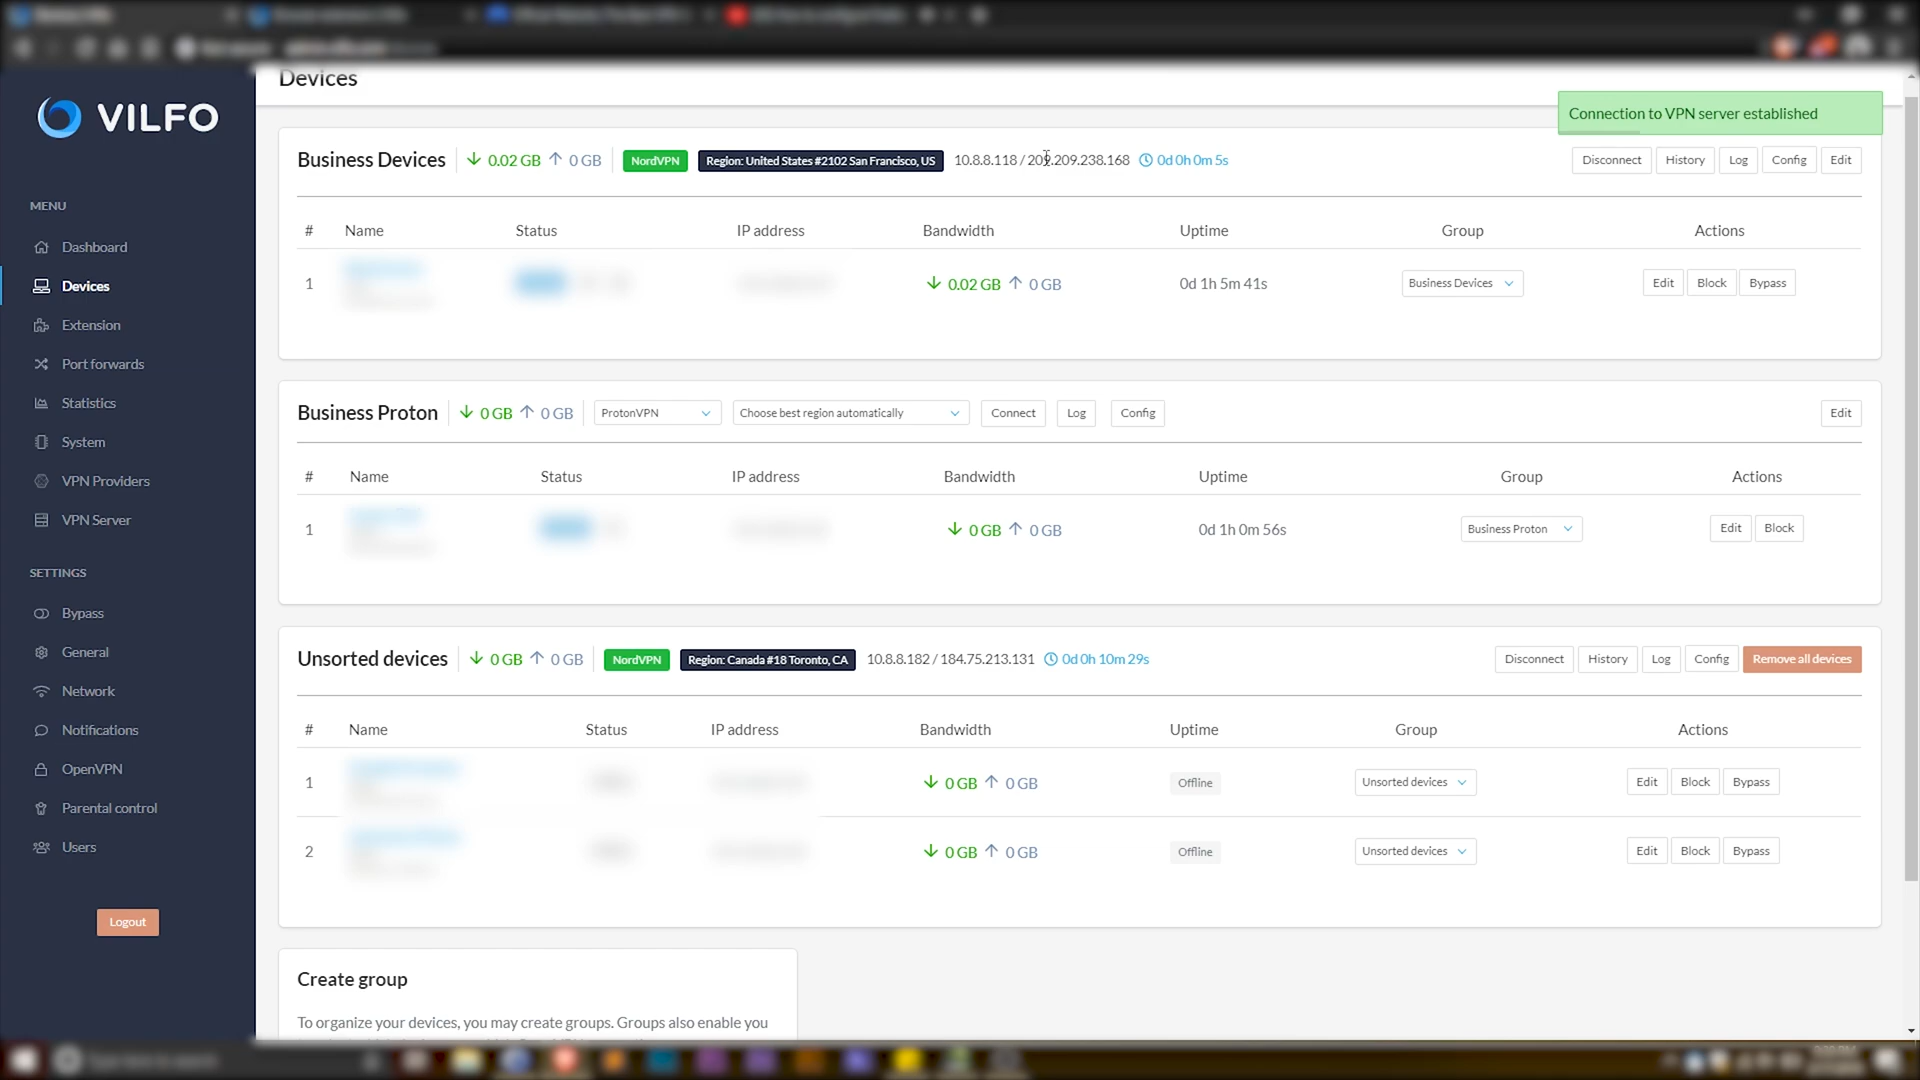 VILFO
MENU
Dashboard
Devices
Extension
Port forwards
Statistics
System
VPN Providers
VPN Server
SETTINGS
Bypass
General
Network
Notifications
OpenVPN
Parental control
Users
Logout
Devices
Connection to VPN server established
Business Devices 0.02 GB 0 GB NordVPN Region: United States #2102 San Francisco, US 10.8.8.118 / 209.209.238.168 0d 0h 0m 5s Disconnect History Log Config Edit
# Name Status IP address Bandwidth Uptime Group Actions
1 0.02 GB 0 GB 0d 1h 5m 41s Business Devices Edit Block Bypass
Business Proton 0 GB 0 GB ProtonVPN Choose best region automatically Connect Log Config Edit
# Name Status IP address Bandwidth Uptime Group Actions
1 0 GB 0 GB 0d 1h 0m 56s Business Proton Edit Block
Unsorted devices 0 GB 0 GB NordVPN Region: Canada #18 Toronto, CA 10.8.8.182 / 184.75.213.131 0d 0h 10m 29s Disconnect History Log Config Remove all devices
# Name Status IP address Bandwidth Uptime Group Actions
1 0 GB 0 GB Offline Unsorted devices Edit Block Bypass
2 0 GB 0 GB Offline Unsorted devices Edit Block Bypass
Create group
To organize your devices, you may create groups. Groups also enable you